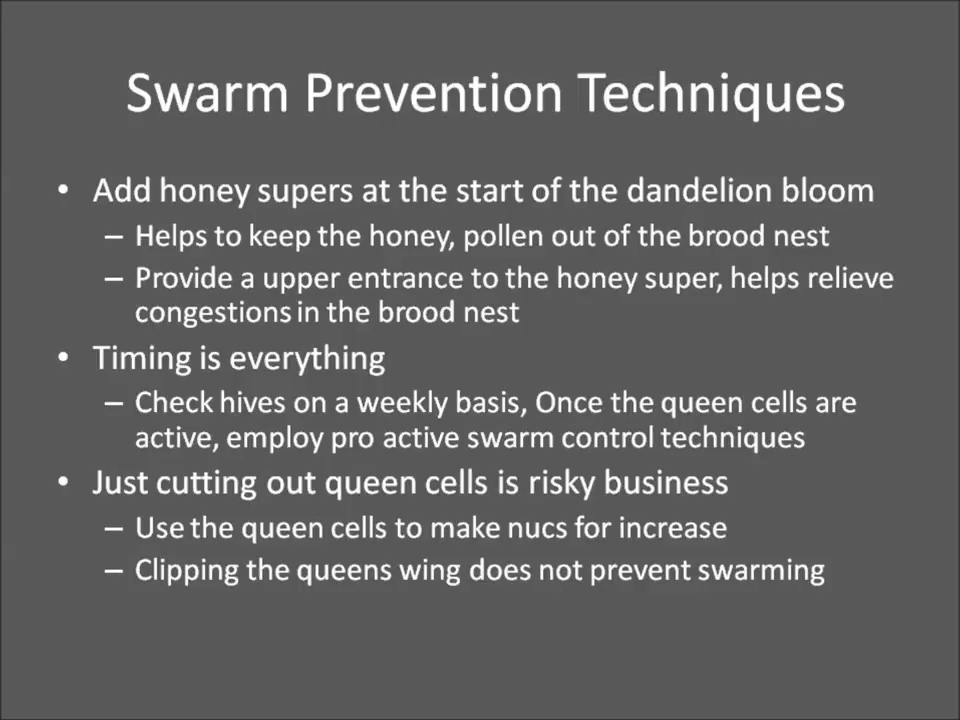 Swarm Prevention Techniques
• Add honey supers at the start of the dandelion bloom
– Helps to keep the honey, pollen out of the brood nest
– Provide a upper entrance to the honey super, helps relieve
congestions in the brood nest
• Timing is everything
– Check hives on a weekly basis, Once the queen cells are
active, employ pro active swarm control techniques
• Just cutting out queen cells is risky business
– Use the queen cells to make nucs for increase
– Clipping the queens wing does not prevent swarming